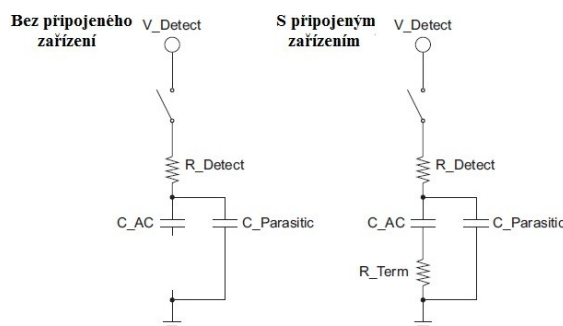 Bez připojeného
zařízení
V_Detect
R_Detect
C_AC
C_Parasitic
S připojeným
zařízením
V_Detect
R_Detect
C_AC
C_Parasitic
R_Term